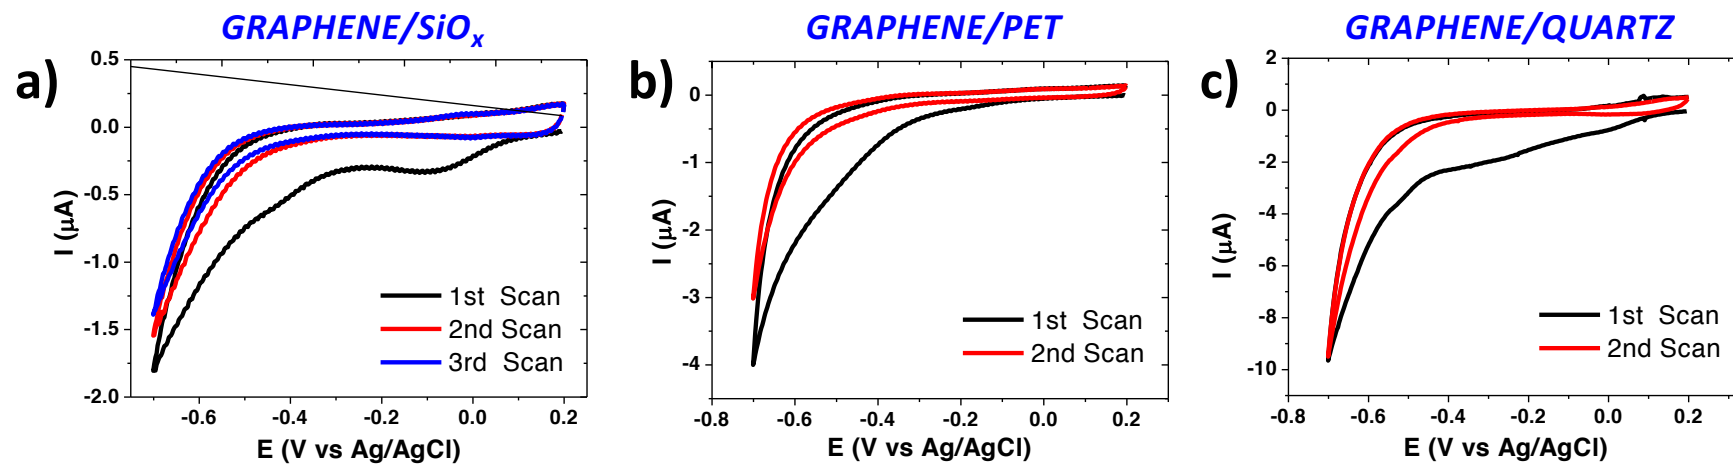 GRAPHENE/SiOx
a)
0.5
0.0
-0.5
-1.0
-1.5
-2.0
I (μA)
1st Scan
2nd Scan
3rd Scan
-0.6
-0.4
-0.2
0.0
0.2
E (V vs Ag/AgCl)
GRAPHENE/PET
b)
0
-1
-2
-3
-4
I (μA)
1st Scan
2nd Scan
-0.8
-0.6
-0.4
-0.2
0.0
0.2
E (V vs Ag/AgCl)
GRAPHENE/QUARTZ
c)
2
0
-2
-4
-6
-8
-10
I (μA)
1st Scan
2nd Scan
-0.8
-0.6
-0.4
-0.2
0.0
0.2
E (V vs Ag/AgCl)